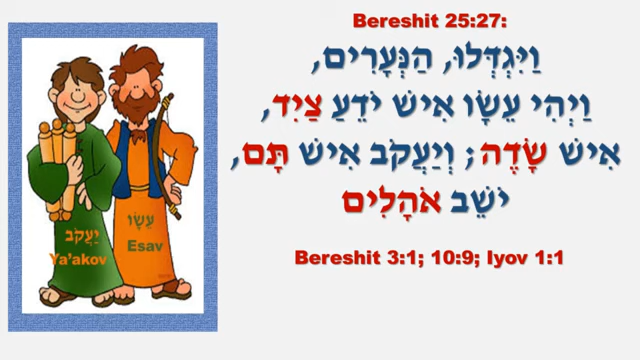 Bereshit 25:27:
וַיִּגְדְּלוּ, הַנְּעָרִים,
וַיְהִי עֵשָׂו אִישׁ יֹדֵעַ צַיִד,
אִישׁ שָׂדֶה; וְיַעֲקֹב אִישׁ תָּם,
יֹשֵׁב אֹהָלִים
Bereshit 3:1; 10:9; Iyov 1:1
עֵשָׂו
Esav
יַעֲקֹב
Ya'akov